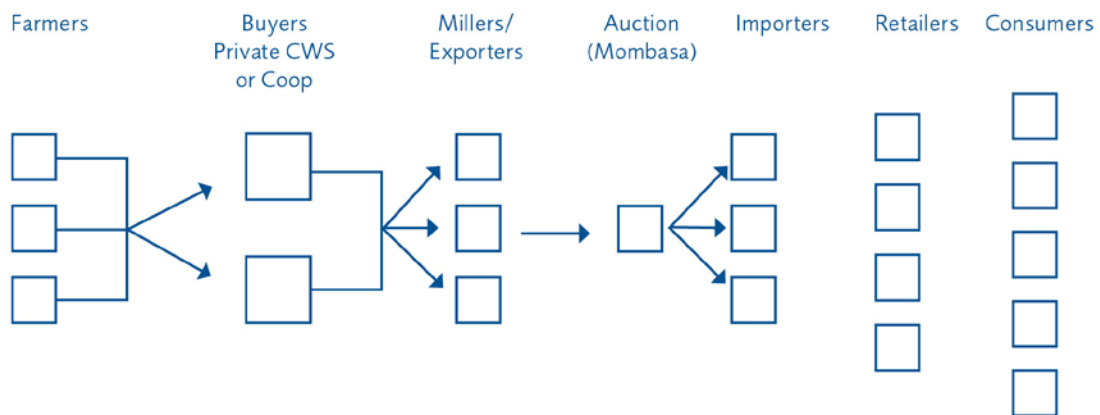 Farmers
Buyers
Private CWS
or Coop
Millers/
Exporters
Auction
(Mombasa)
Importers
Retailers
Consumers